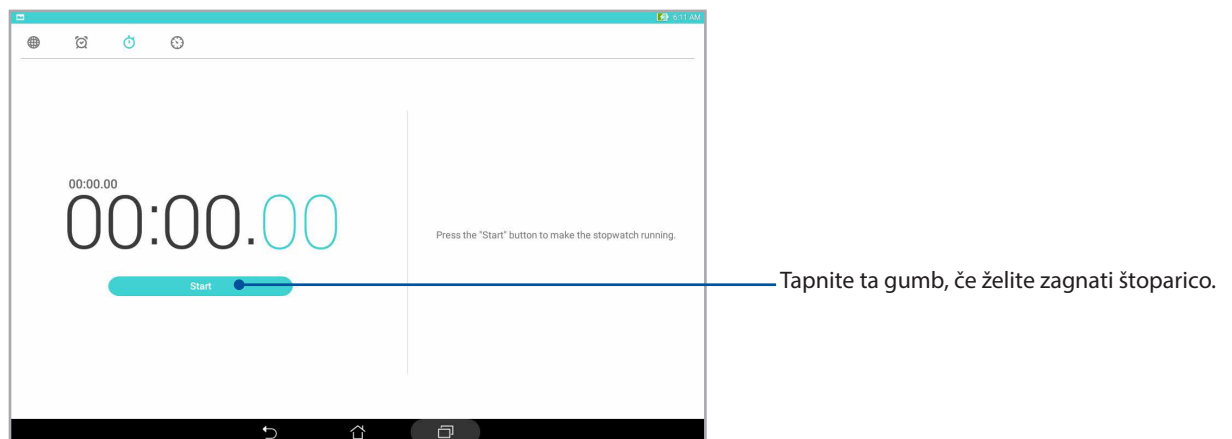 6:11 AM
00:00.00
00:00.00
Start
Press the "Start" button to make the stopwatch running.
Tapnite ta gumb, če želite zagnati štoparico.